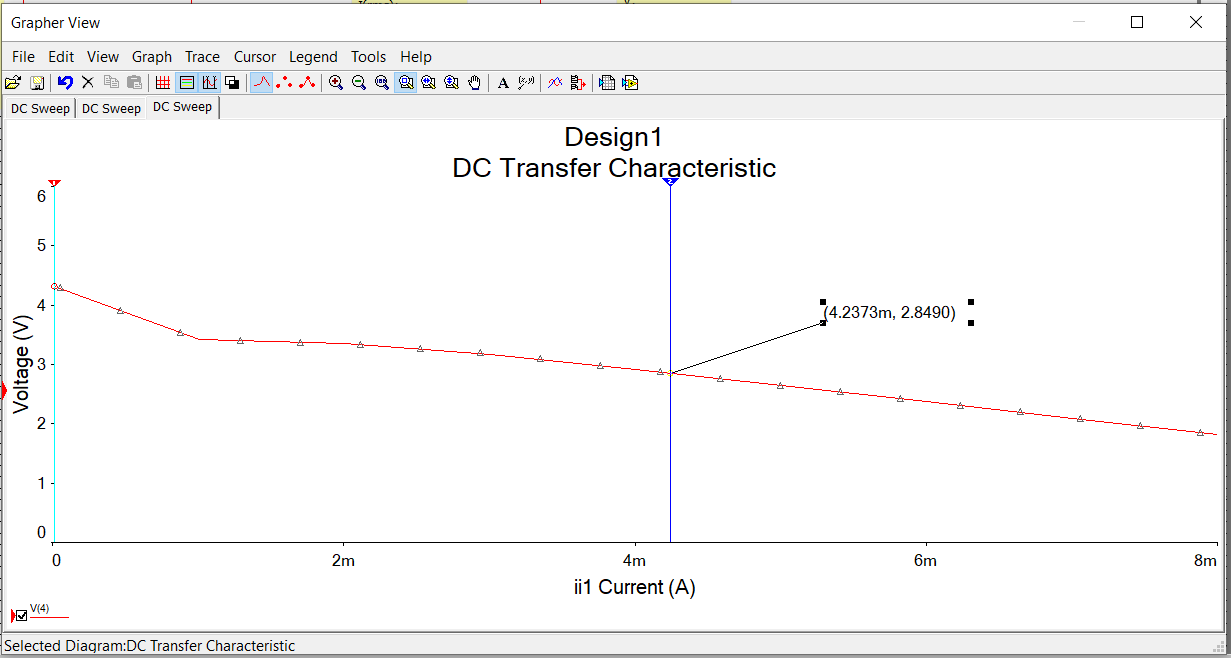 Grapher View
File Edit View Graph Trace Cursor Legend Tools Help
A
DC Sweep DC Sweep DC Sweep
Design1
DC Transfer Characteristic
1
2
6
5
4
3
2
1
0
Voltage (V)
(4.2373m, 2.8490)
0 2m 4m 6m 8m
ii1 Current (A)
V(4)
Selected Diagram:DC Transfer Characteristic